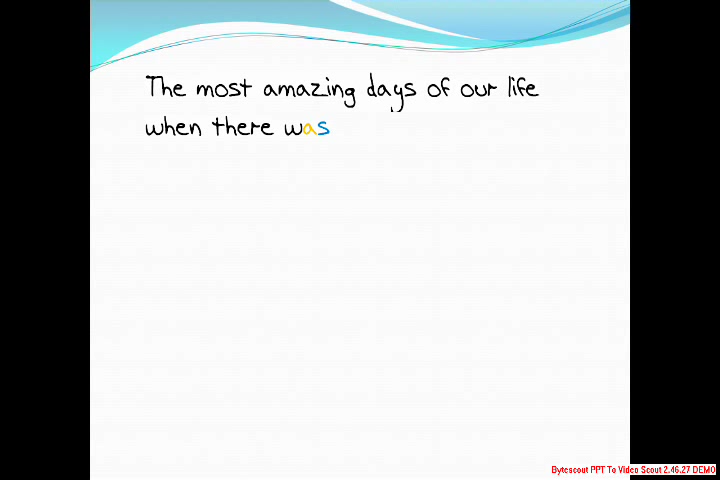 The most amazing days of our life
when there was
Bytescout PPT To Video Scout 2.46.27 DEMO